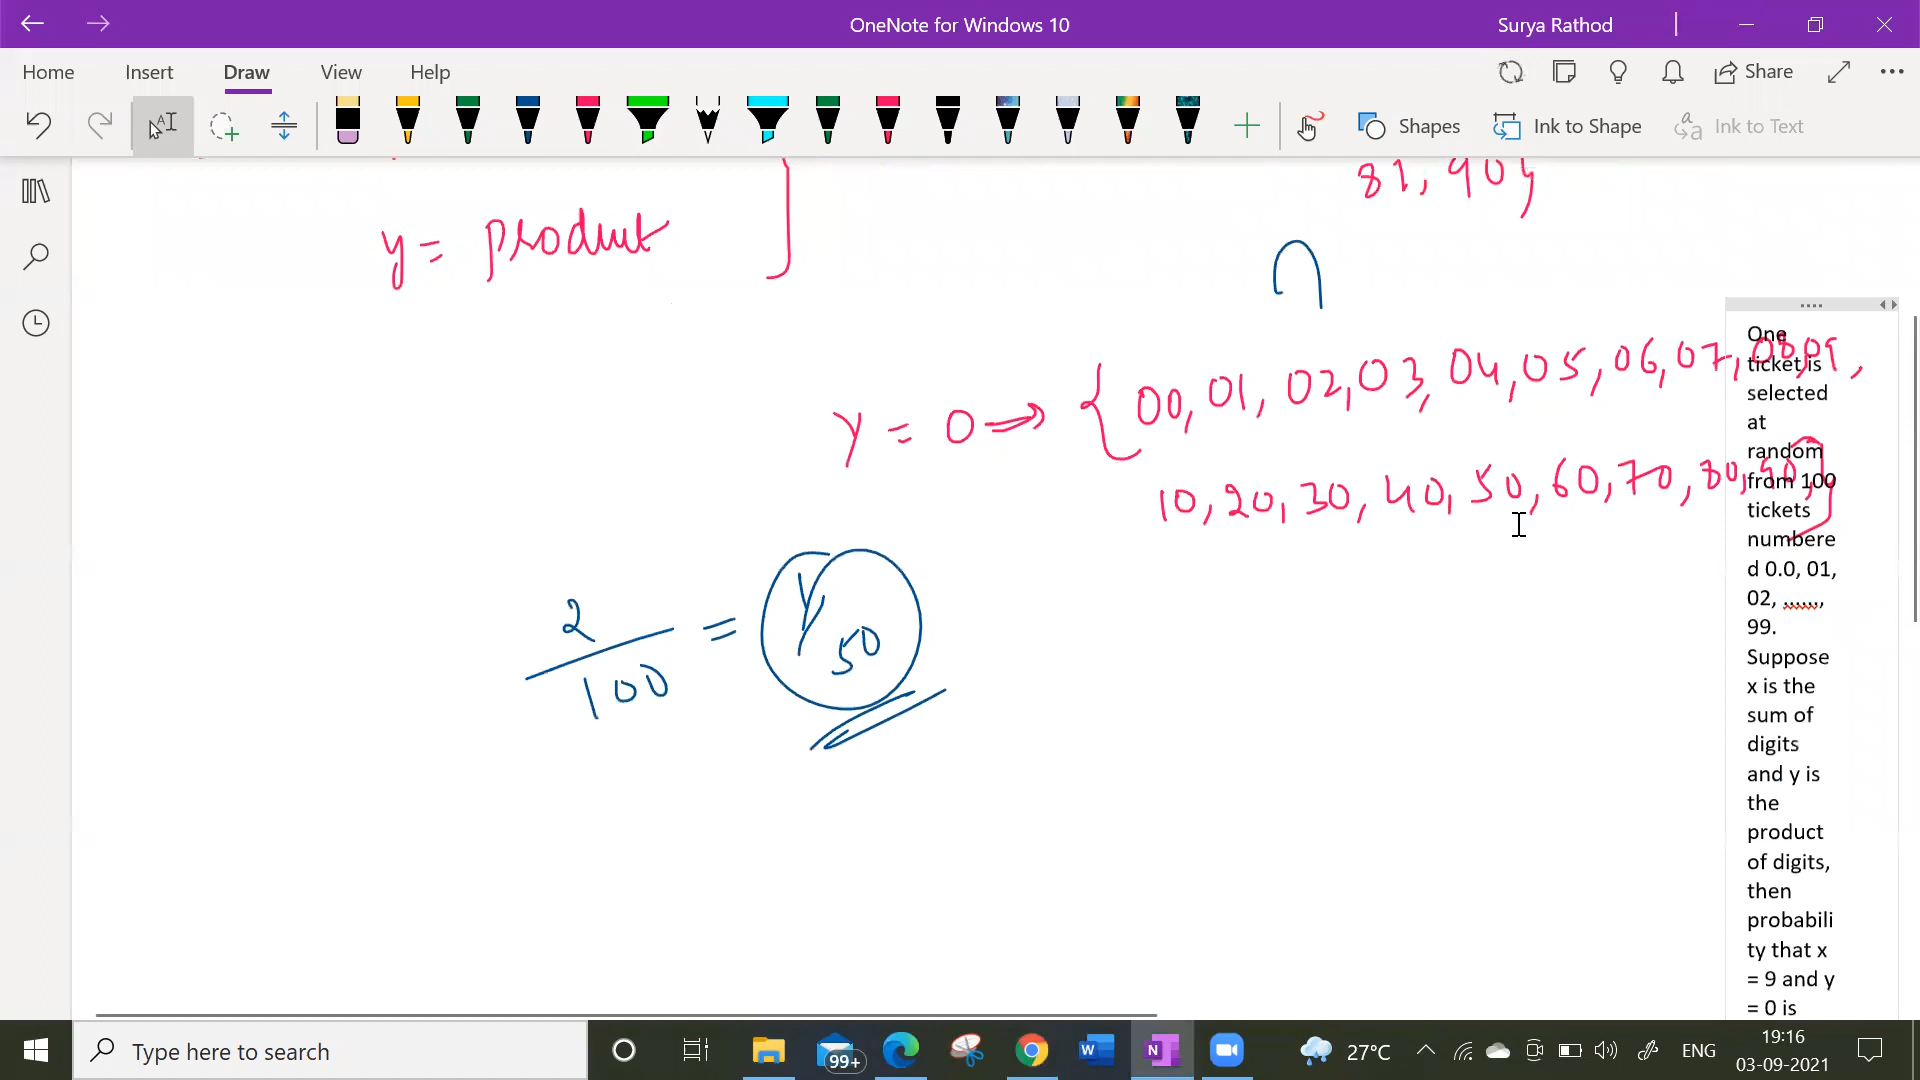 OneNote for Windows 10
Surya Rathod
Home Insert Draw View Help
Share
Shapes
Ink to Shape
Ink to Text
81, 90}
y = product
y = 0 ⇒ { 00, 01, 02, 03, 04, 05, 06, 07, 08, 09,
10, 20, 30, 40, 50, 60, 70, 80, 90, }
2/100 = 1/50
One
ticket is
selected
at
random
from 100
tickets
numbere
d 0.0, 01,
02, ,,,,,,,
99.
Suppose
x is the
sum of
digits
and y is
the
product
of digits,
then
probabili
ty that x
= 9 and y
= 0 is
Type here to search
99+
27°C
ENG
19:16
03-09-2021